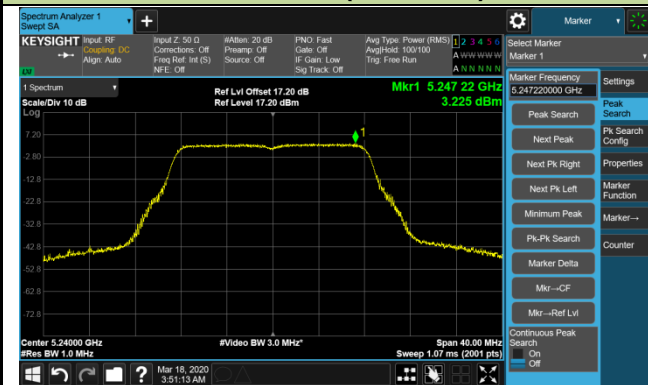 Spectrum Analyzer 1
Swept SA
Marker
KEYSIGHT
Input: RF
Coupling: DC
Align: Auto
Input Z: 50 Ω
Corrections: Off
Freq Ref: Int (S)
NFE: Off
#Atten: 20 dB
Preamp: Off
Source: Off
PNO: Fast
Gate: Off
IF Gain: Low
Sig Track: Off
Avg Type: Power (RMS)
Avg|Hold: 100/100
Trig: Free Run
1 2 3 4 5 6
A W W W W W
A N N N N N
LXI
Select Marker
Marker 1
1 Spectrum
Scale/Div 10 dB
Log
Ref Lvl Offset 17.20 dB
Ref Level 17.20 dBm
Mkr1 5.247 22 GHz
3.225 dBm
1
7.20
-2.80
-12.8
-22.8
-32.8
-42.8
-52.8
-62.8
-72.8
Center 5.24000 GHz
#Res BW 1.0 MHz
#Video BW 3.0 MHz*
Span 40.00 MHz
Sweep 1.07 ms (2001 pts)
Marker Frequency
5.247220000 GHz
Peak Search
Next Peak
Next Pk Right
Next Pk Left
Minimum Peak
Pk-Pk Search
Marker Delta
Mkr→CF
Mkr→Ref Lvl
Continuous Peak
Search
On
Off
Settings
Peak
Search
Pk Search
Config
Properties
Marker
Function
Marker→
Counter
?
Mar 18, 2020
3:51:13 AM